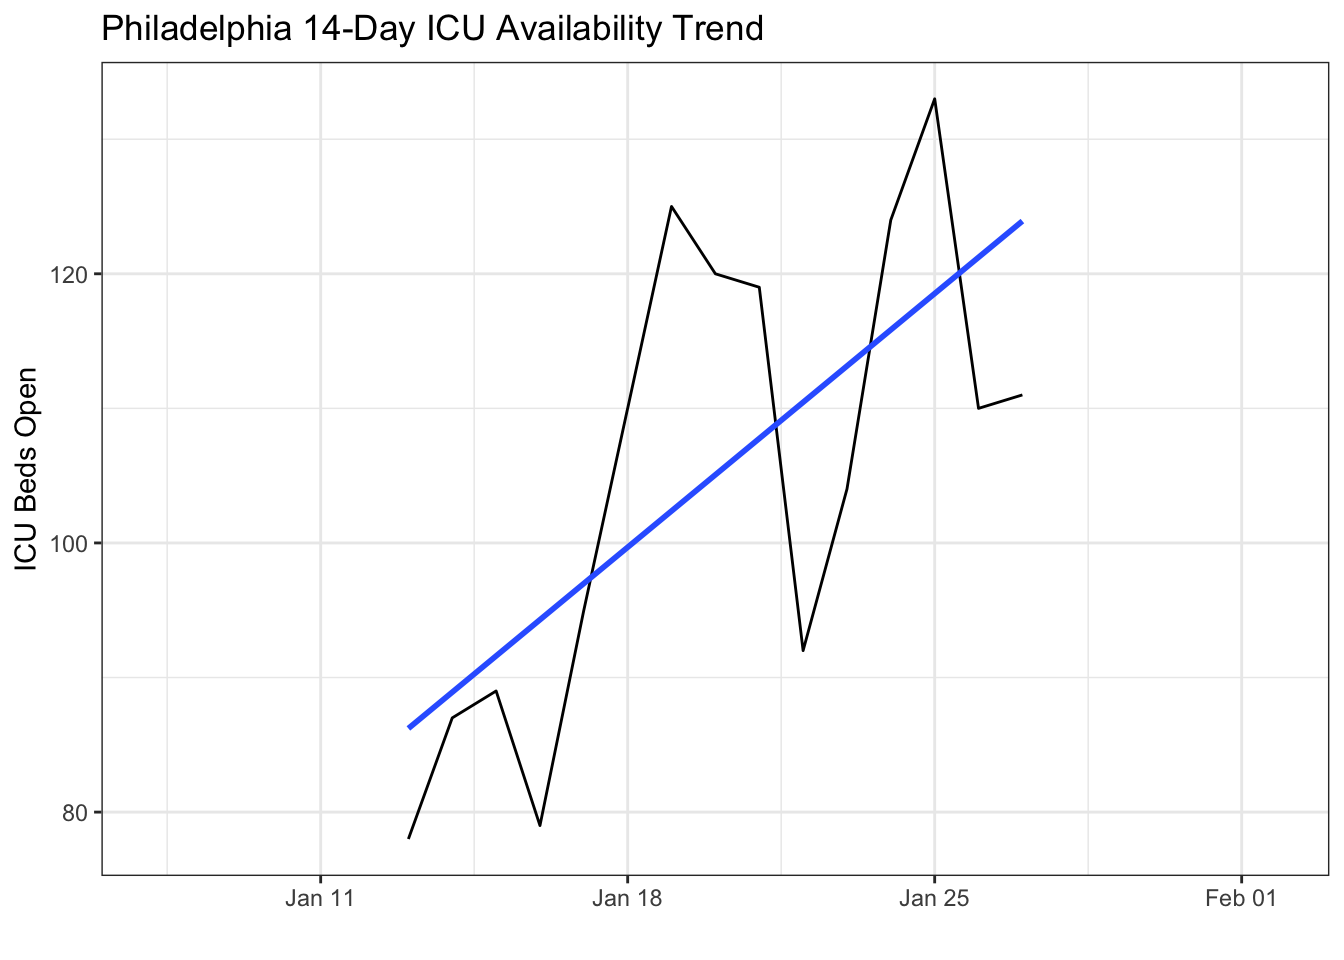 Philadelphia 14-Day ICU Availability Trend
ICU Beds Open
120
100
80
Jan 11
Jan 18
Jan 25
Feb 01